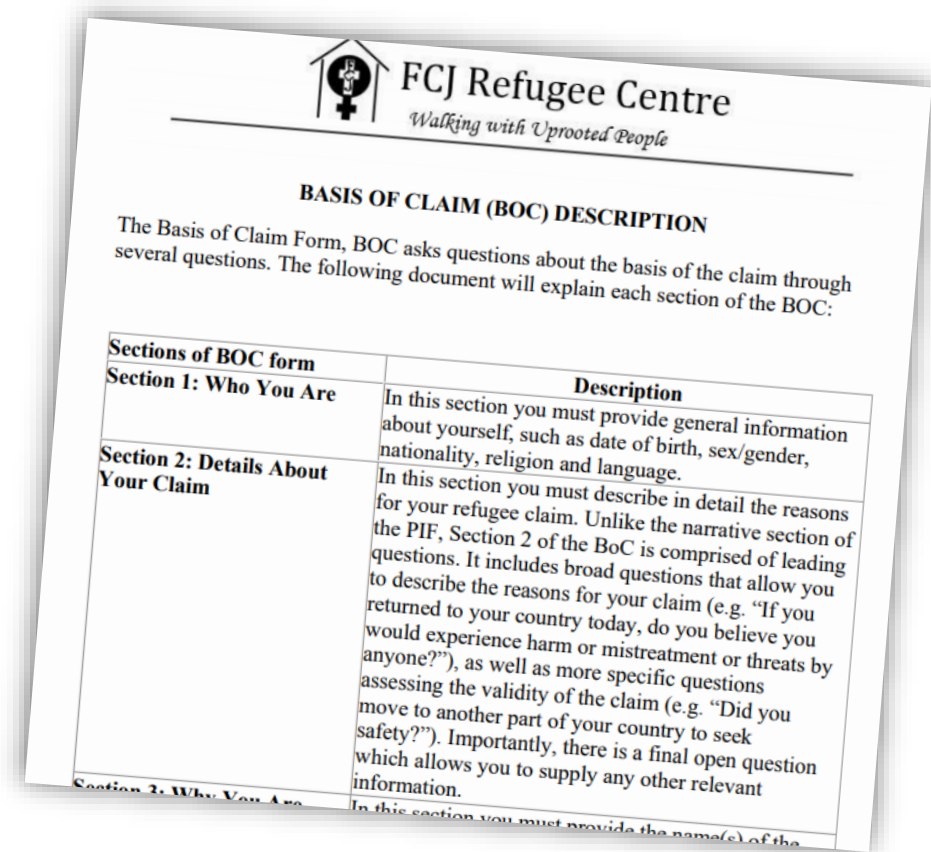 FCJ Refugee Centre
Walking with Uprooted People
BASIS OF CLAIM (BOC) DESCRIPTION
The Basis of Claim Form, BOC asks questions about the basis of the claim through
several questions. The following document will explain each section of the BOC:
Sections of BOC form
Description
Section 1: Who You Are
In this section you must provide general information
about yourself, such as date of birth, sex/gender,
nationality, religion and language.
Section 2: Details About
Your Claim
In this section you must describe in detail the reasons
for your refugee claim. Unlike the narrative section of
the PIF, Section 2 of the BoC is comprised of leading
questions. It includes broad questions that allow you
to describe the reasons for your claim (e.g. “If you
returned to your country today, do you believe you
would experience harm or mistreatment or threats by
anyone?”), as well as more specific questions
assessing the validity of the claim (e.g. “Did you
move to another part of your country to seek
safety?”). Importantly, there is a final open question
which allows you to supply any other relevant
information.
Section 3: Why You Are
In this section you must provide the name(s) of the